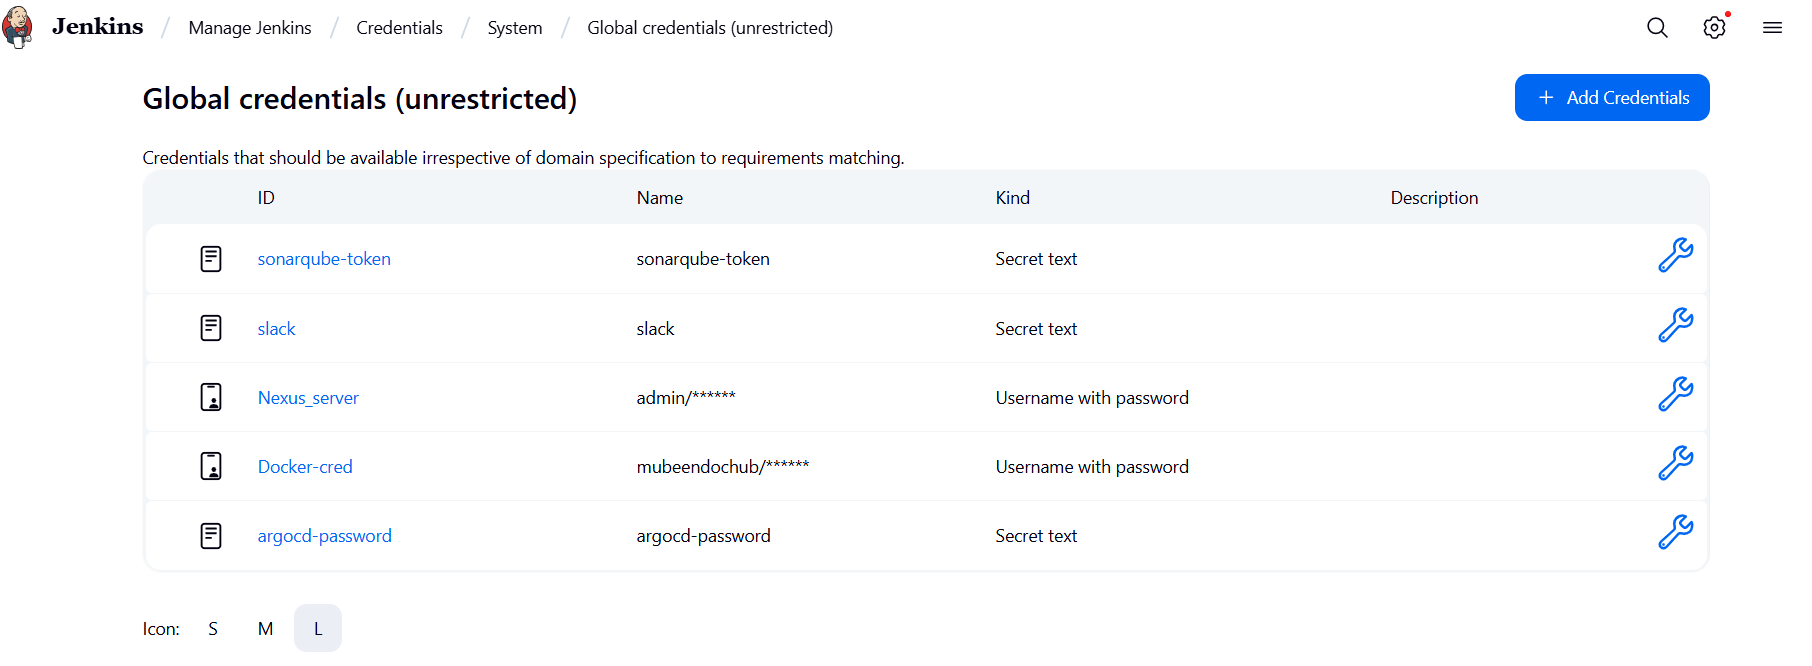 Jenkins / Manage Jenkins / Credentials / System / Global credentials (unrestricted)
Global credentials (unrestricted)
+ Add Credentials
Credentials that should be available irrespective of domain specification to requirements matching.
ID Name Kind Description
sonarqube-token sonarqube-token Secret text
slack slack Secret text
Nexus_server admin/****** Username with password
Docker-cred mubeendochub/****** Username with password
argocd-password argocd-password Secret text
Icon: S M L